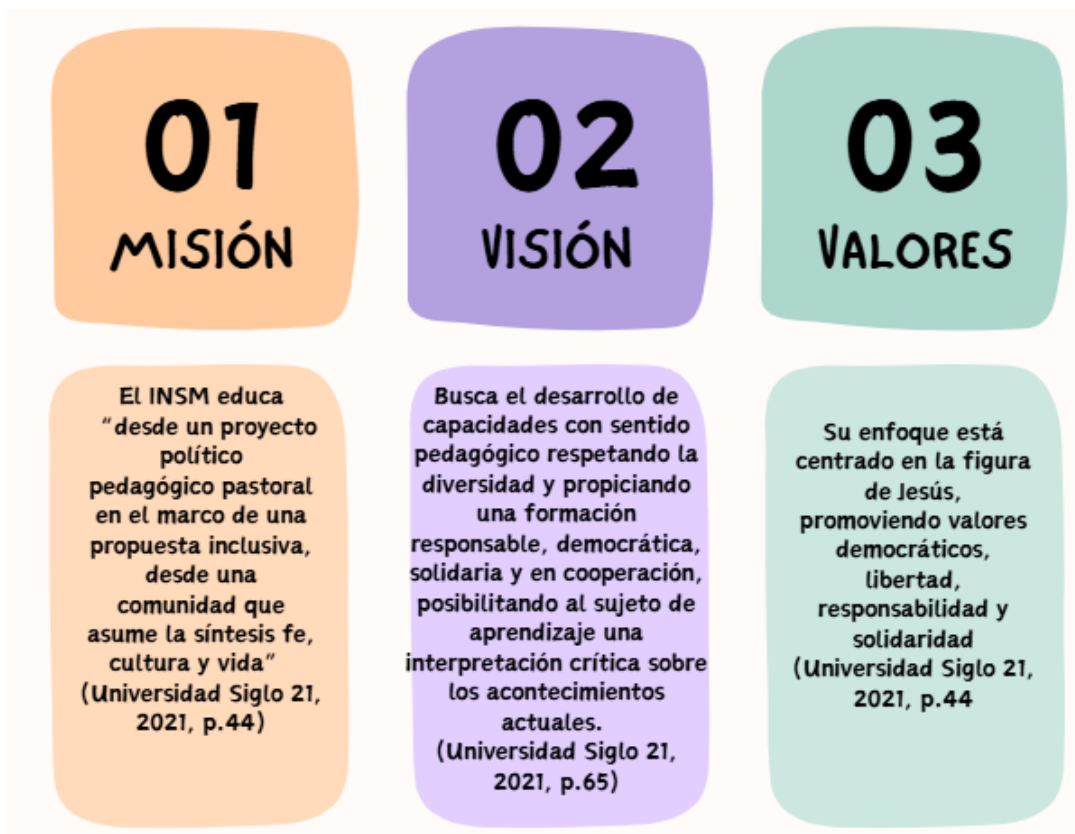 01
MISIÓN
El INSM educa
"desde un proyecto
político
pedagógico pastoral
en el marco de una
propuesta inclusiva,
desde una
comunidad que
asume la síntesis fe,
cultura y vida"
(Universidad Siglo 21,
2021, p.44)
02
VISIÓN
Busca el desarrollo de
capacidades con sentido
pedagógico respetando la
diversidad y propiciando
una formación
responsable, democrática,
solidaria y en cooperación,
posibilitando al sujeto de
aprendizaje una
interpretación crítica sobre
los acontecimientos
actuales.
(Universidad Siglo 21,
2021, p.65)
03
VALORES
Su enfoque está
centrado en la figura
de Jesús,
promoviendo valores
democráticos,
libertad,
responsabilidad y
solidaridad
(Universidad Siglo 21,
2021, p.44